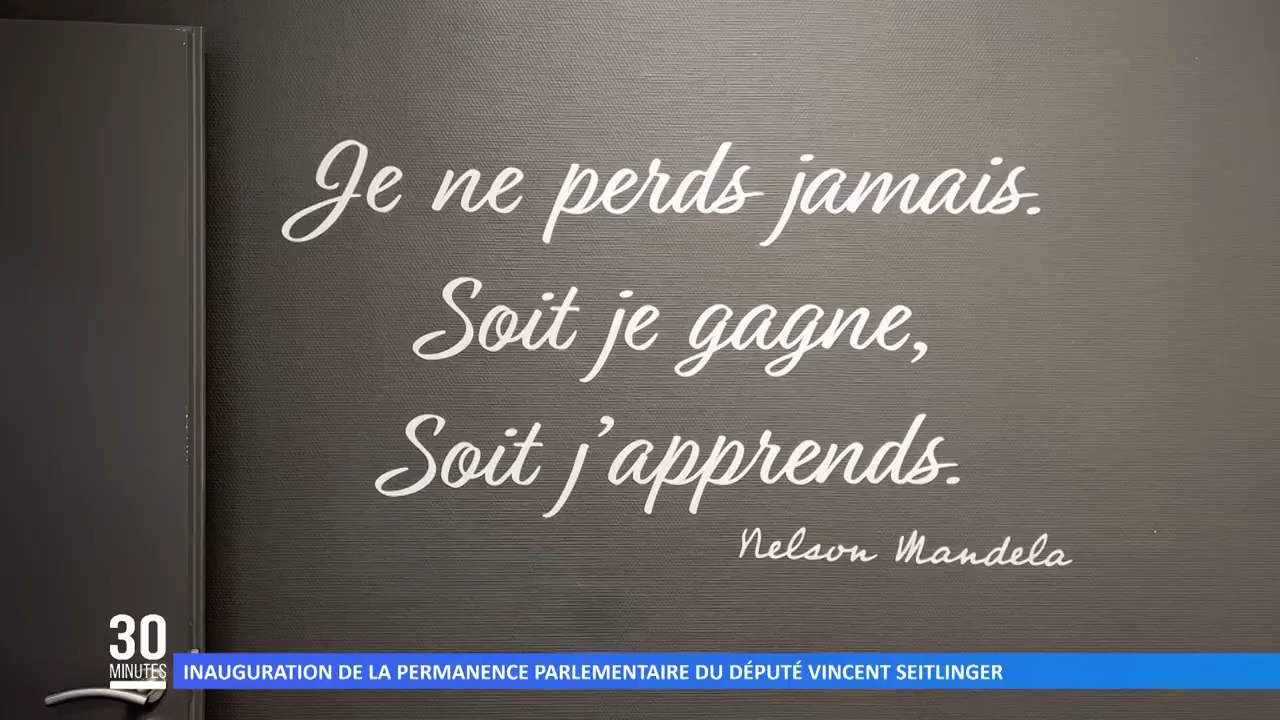 Je ne perds jamais.
Soit je gagne,
Soit j'apprends.
Nelson Mandela
30
MINUTES
INAUGURATION DE LA PERMANENCE PARLEMENTAIRE DU DÉPUTÉ VINCENT SEITLINGER